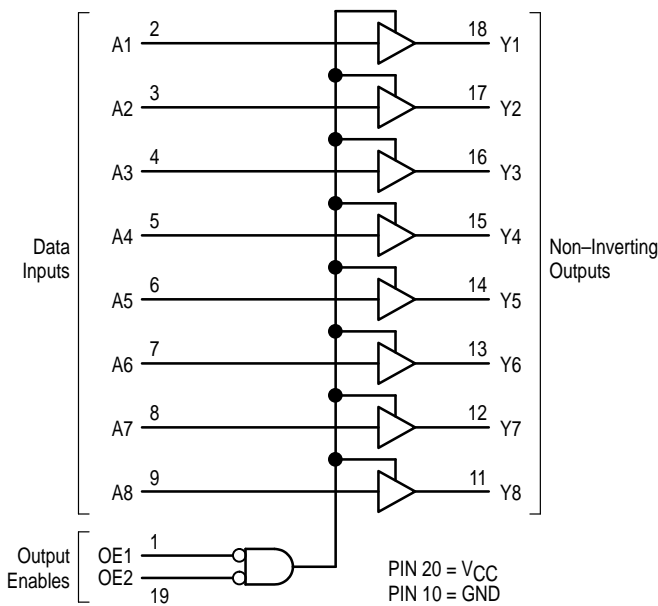 A1 2 18 Y1
A2 3 17 Y2
A3 4 16 Y3
A4 5 15 Y4
Data
Inputs
Non–Inverting
Outputs
A5 6 14 Y5
A6 7 13 Y6
A7 8 12 Y7
A8 9 11 Y8
Output
Enables
OE1 1
OE2 19
PIN 20 = VCC
PIN 10 = GND